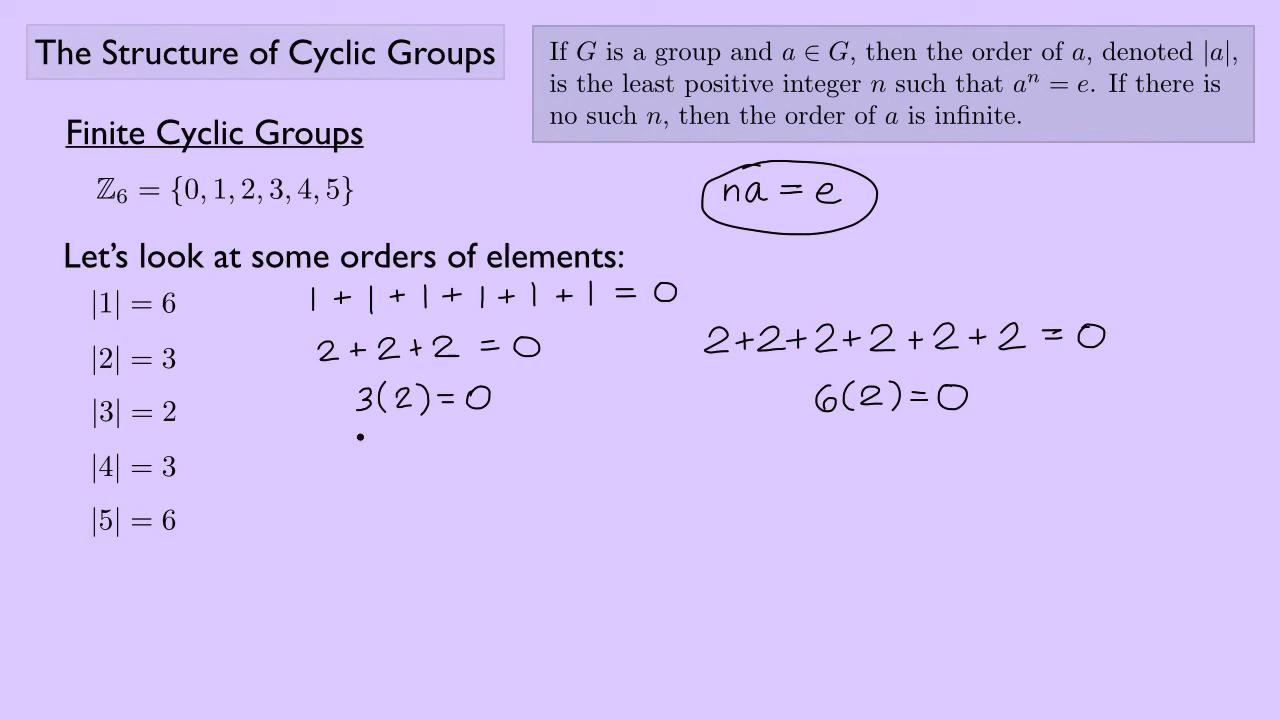 The Structure of Cyclic Groups
If G is a group and a ∈ G, then the order of a, denoted |a|,
is the least positive integer n such that aⁿ = e. If there is
no such n, then the order of a is infinite.
Finite Cyclic Groups
ℤ₆ = {0, 1, 2, 3, 4, 5}
na = e
Let's look at some orders of elements:
|1| = 6
1 + 1 + 1 + 1 + 1 + 1 = 0
|2| = 3
2 + 2 + 2 = 0
2+2+2+2+2+2 = 0
|3| = 2
3(2) = 0
6(2) = 0
|4| = 3
|5| = 6